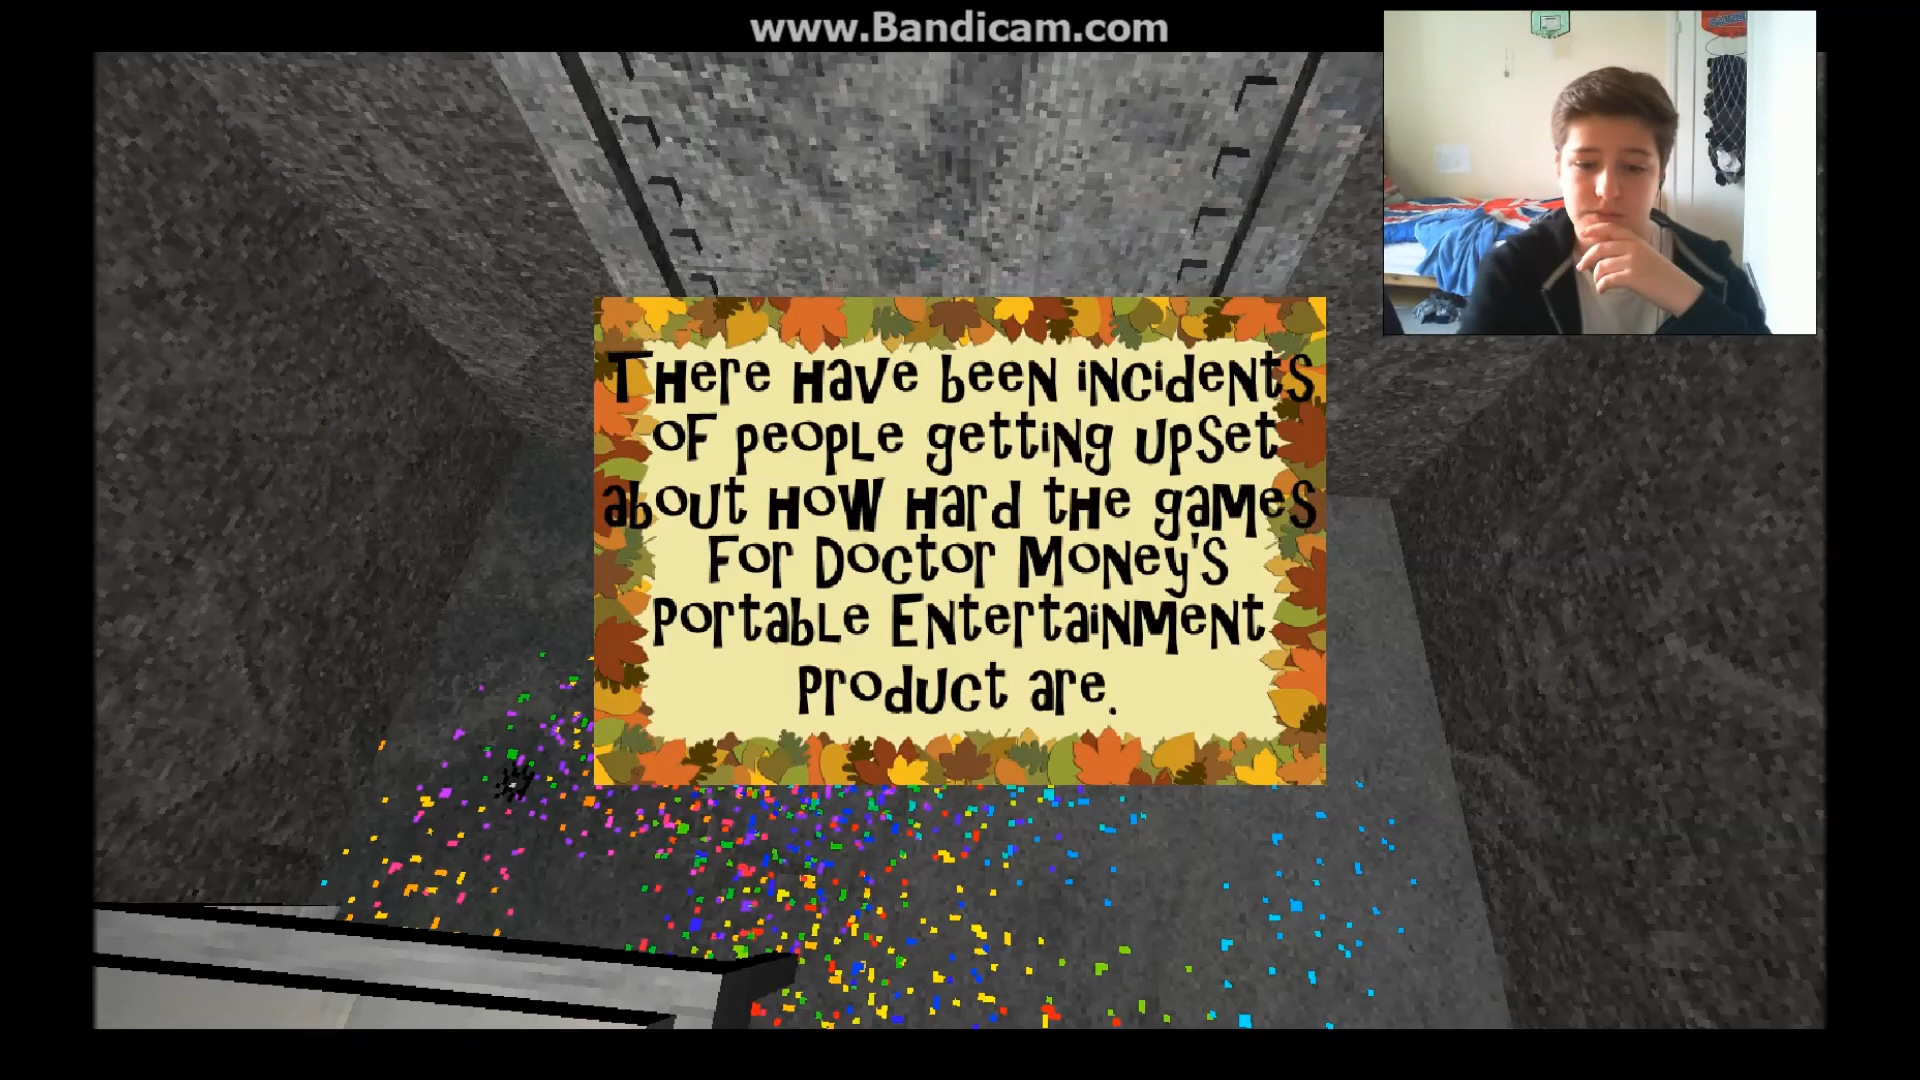 www.Bandicam.com
There have been incidents
of people getting upset
about how hard the games
for Doctor Money's
Portable Entertainment
Product are.